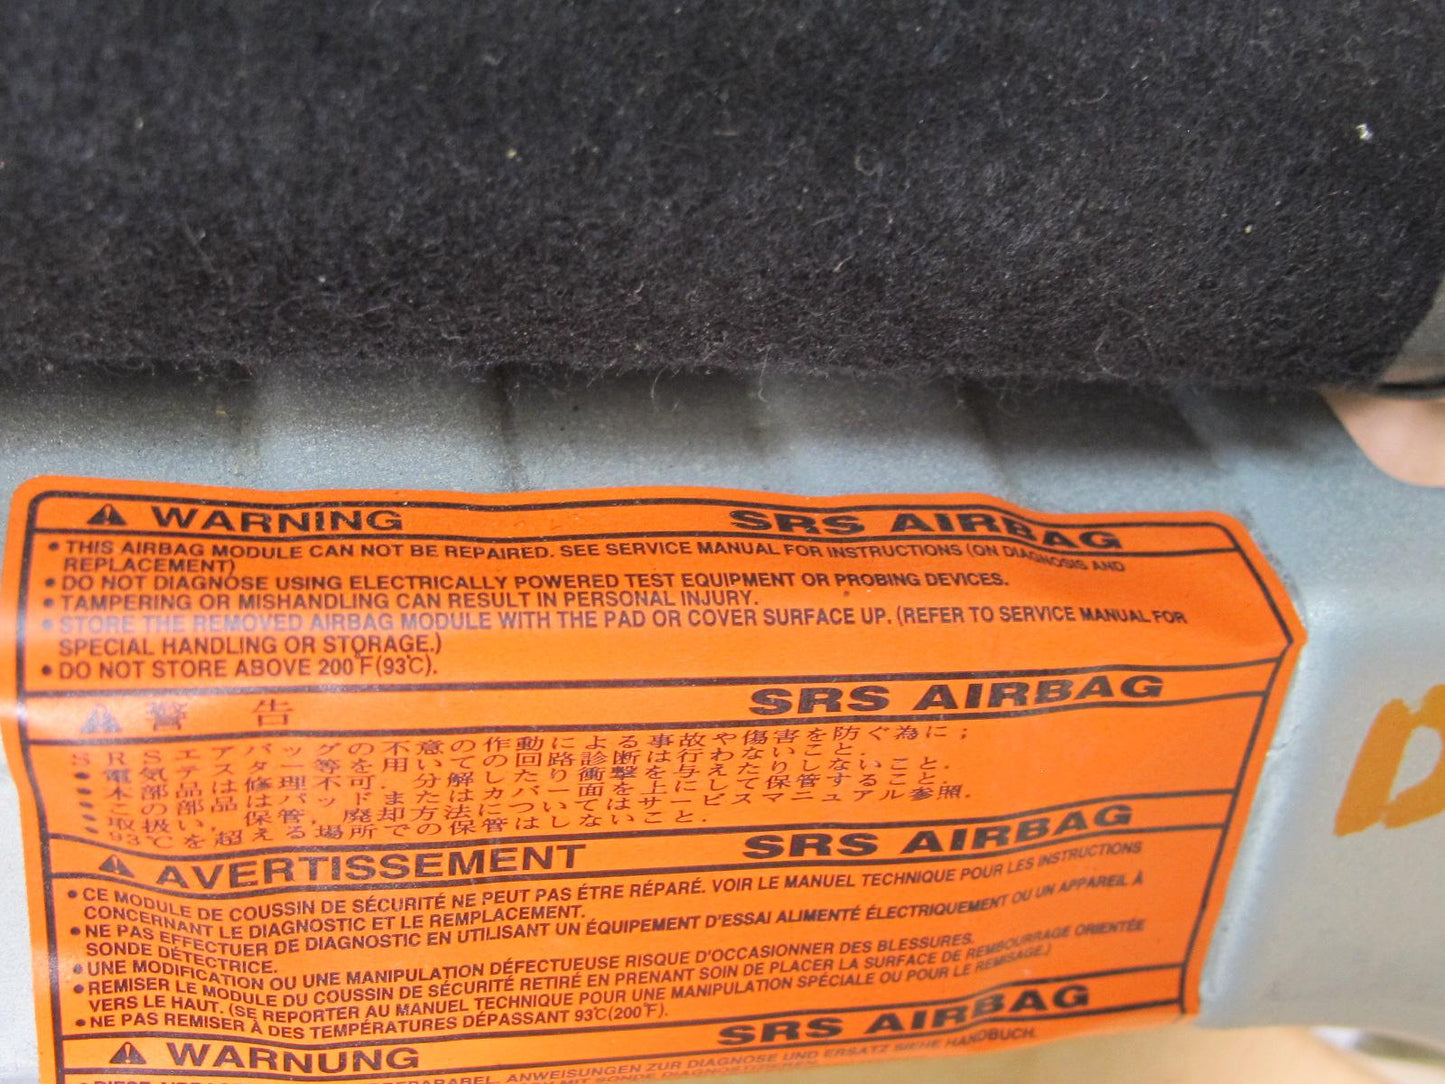 WARNING SRS AIRBAG
• THIS AIRBAG MODULE CAN NOT BE REPAIRED. SEE SERVICE MANUAL FOR INSTRUCTIONS (ON DIAGNOSIS AND
REPLACEMENT)
• DO NOT DIAGNOSE USING ELECTRICALLY POWERED TEST EQUIPMENT OR PROBING DEVICES.
• TAMPERING OR MISHANDLING CAN RESULT IN PERSONAL INJURY.
• STORE THE REMOVED AIRBAG MODULE WITH THE PAD OR COVER SURFACE UP. (REFER TO SERVICE MANUAL FOR
SPECIAL HANDLING OR STORAGE.)
• DO NOT STORE ABOVE 200°F(93℃).
警 告 SRS AIRBAG
SRSエアバッグの不意の作動による事故や傷害を防ぐ為に;
• 電気テスター等を用いての回路診断は行わないこと.
• 本部品は修理不可. 分解したり衝撃を与えたりしないこと.
• この部品はパッドまたはカバー面を上にして保管すること.
• 取扱い, 保管, 廃却方法についてはサービスマニュアル参照.
• 93℃を超える場所での保管はしないこと.
AVERTISSEMENT SRS AIRBAG
• CE MODULE DE COUSSIN DE SÉCURITÉ NE PEUT PAS ÉTRE RÉPARÉ. VOIR LE MANUEL TECHNIQUE POUR LES INSTRUCTIONS
CONCERNANT LE DIAGNOSTIC ET LE REMPLACEMENT.
• NE PAS EFFECTUER DE DIAGNOSTIC EN UTILISANT UN ÉQUIPEMENT D'ESSAI ALIMENTÉ ÉLECTRIQUEMENT OU UN APPAREIL À
SONDE DÉTECTRICE.
• UNE MODIFICATION OU UNE MANIPULATION DÉFECTUEUSE RISQUE D'OCCASIONNER DES BLESSURES.
• REMISER LE MODULE DU COUSSIN DE SÉCURITÉ RETIRÉ EN PRENANT SOIN DE PLACER LA SURFACE DE REMBOURRAGE ORIENTÉE
VERS LE HAUT. (SE REPORTER AU MANUEL TECHNIQUE POUR UNE MANIPULATION SPÉCIALE OU POUR LE REMISAGE.)
• NE PAS REMISER À DES TEMPÉRATURES DÉPASSANT 93℃(200°F).
WARNUNG SRS AIRBAG
ANWEISUNGEN ZUR DIAGNOSE UND ERSATZ SIEHE HANDBUCH.